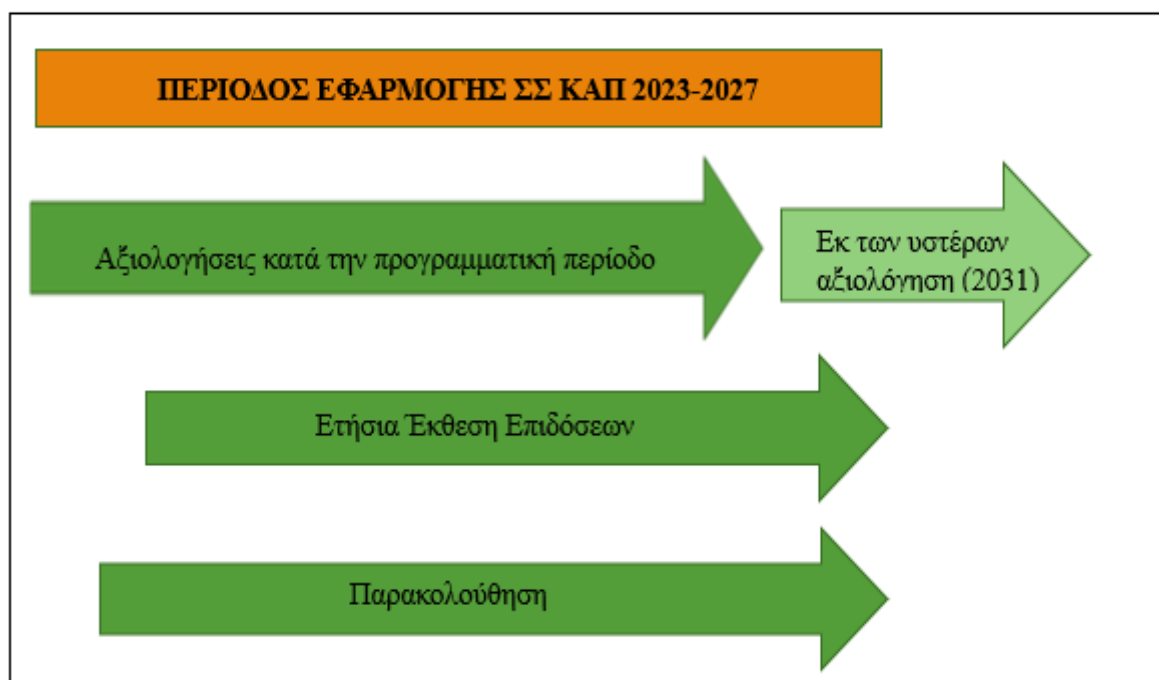 ΠΕΡΙΟΔΟΣ ΕΦΑΡΜΟΓΗΣ ΣΣ ΚΑΠ 2023-2027
Αξιολογήσεις κατά την προγραμματική περίοδο
Εκ των υστέρων
αξιολόγηση (2031)
Ετήσια Έκθεση Επιδόσεων
Παρακολούθηση